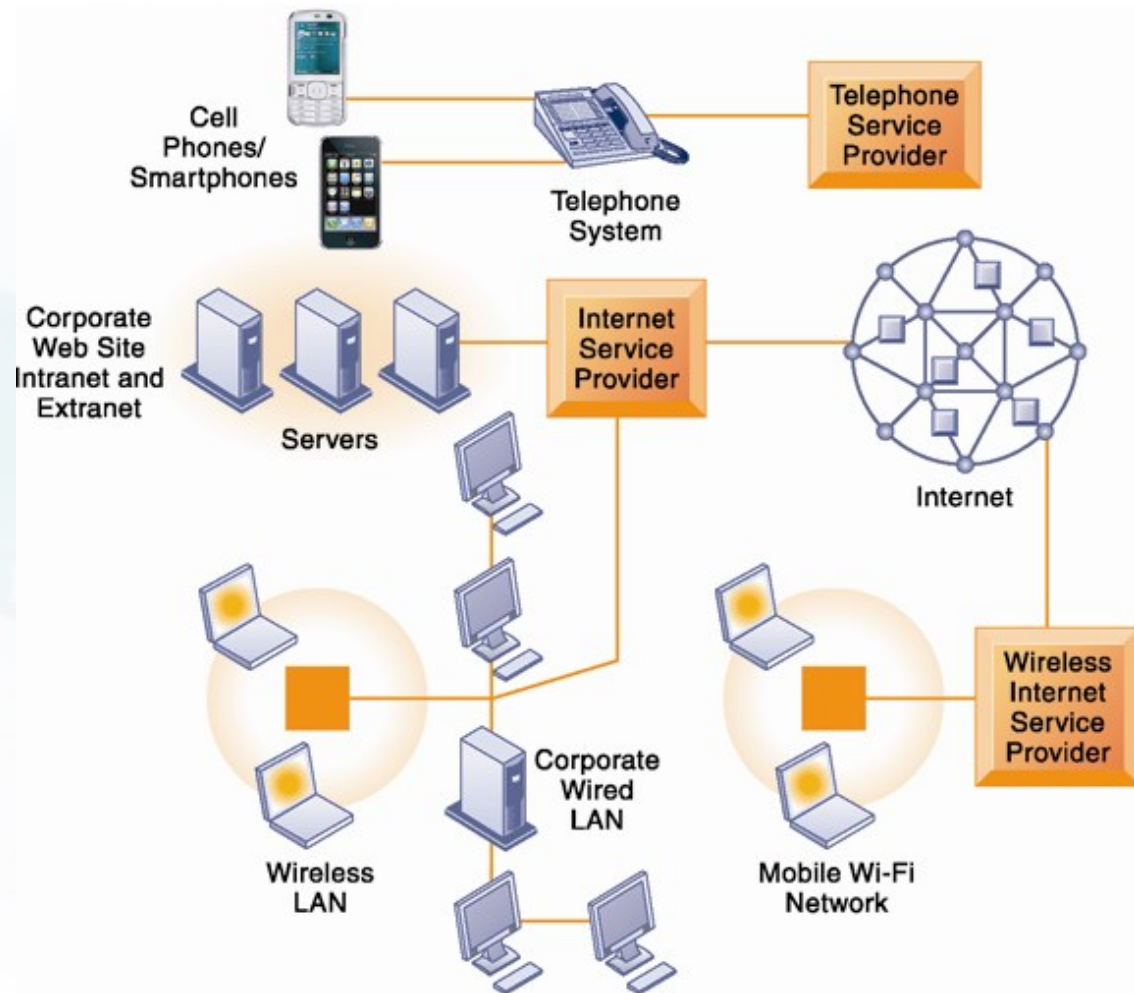 Cell
Phones/
Smartphones
Telephone
System
Telephone
Service
Provider
Corporate
Web Site
Intranet and
Extranet
Servers
Internet
Service
Provider
Internet
Wireless
LAN
Corporate
Wired
LAN
Mobile Wi-Fi
Network
Wireless
Internet
Service
Provider